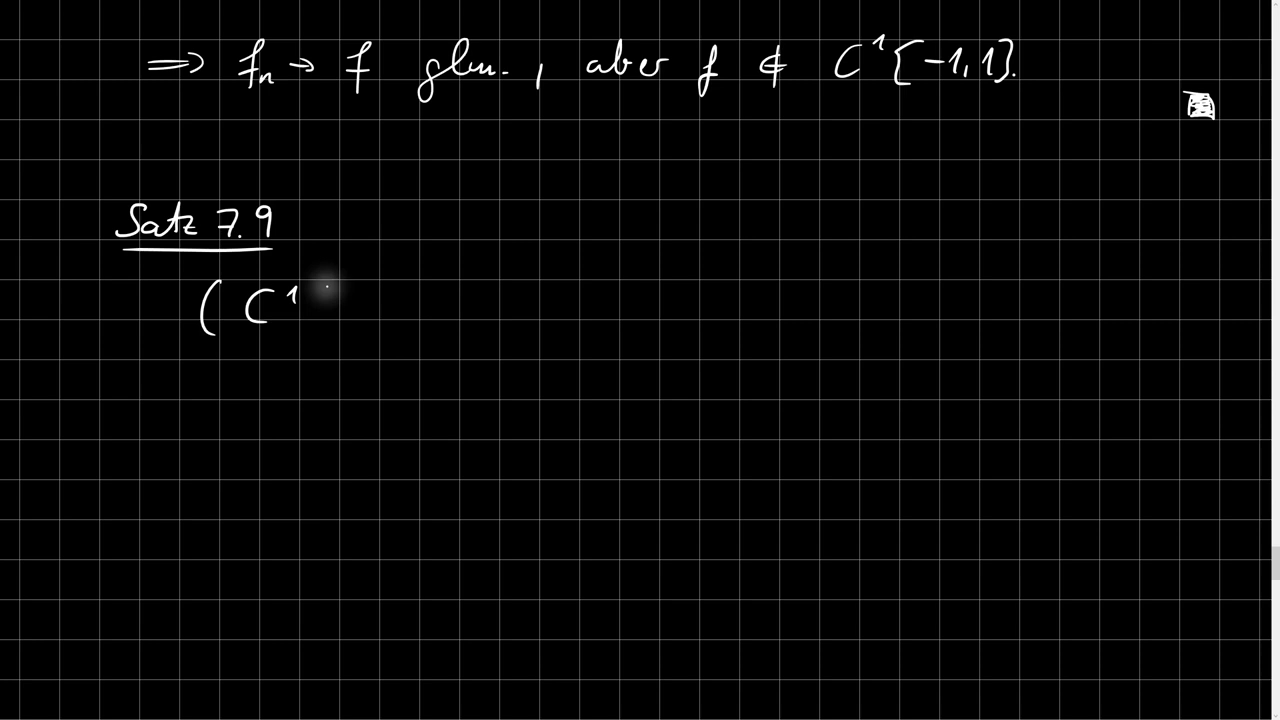 ⇒ fₙ → f glm. , aber f ∉ C¹[-1,1].
Satz 7.9
( C¹